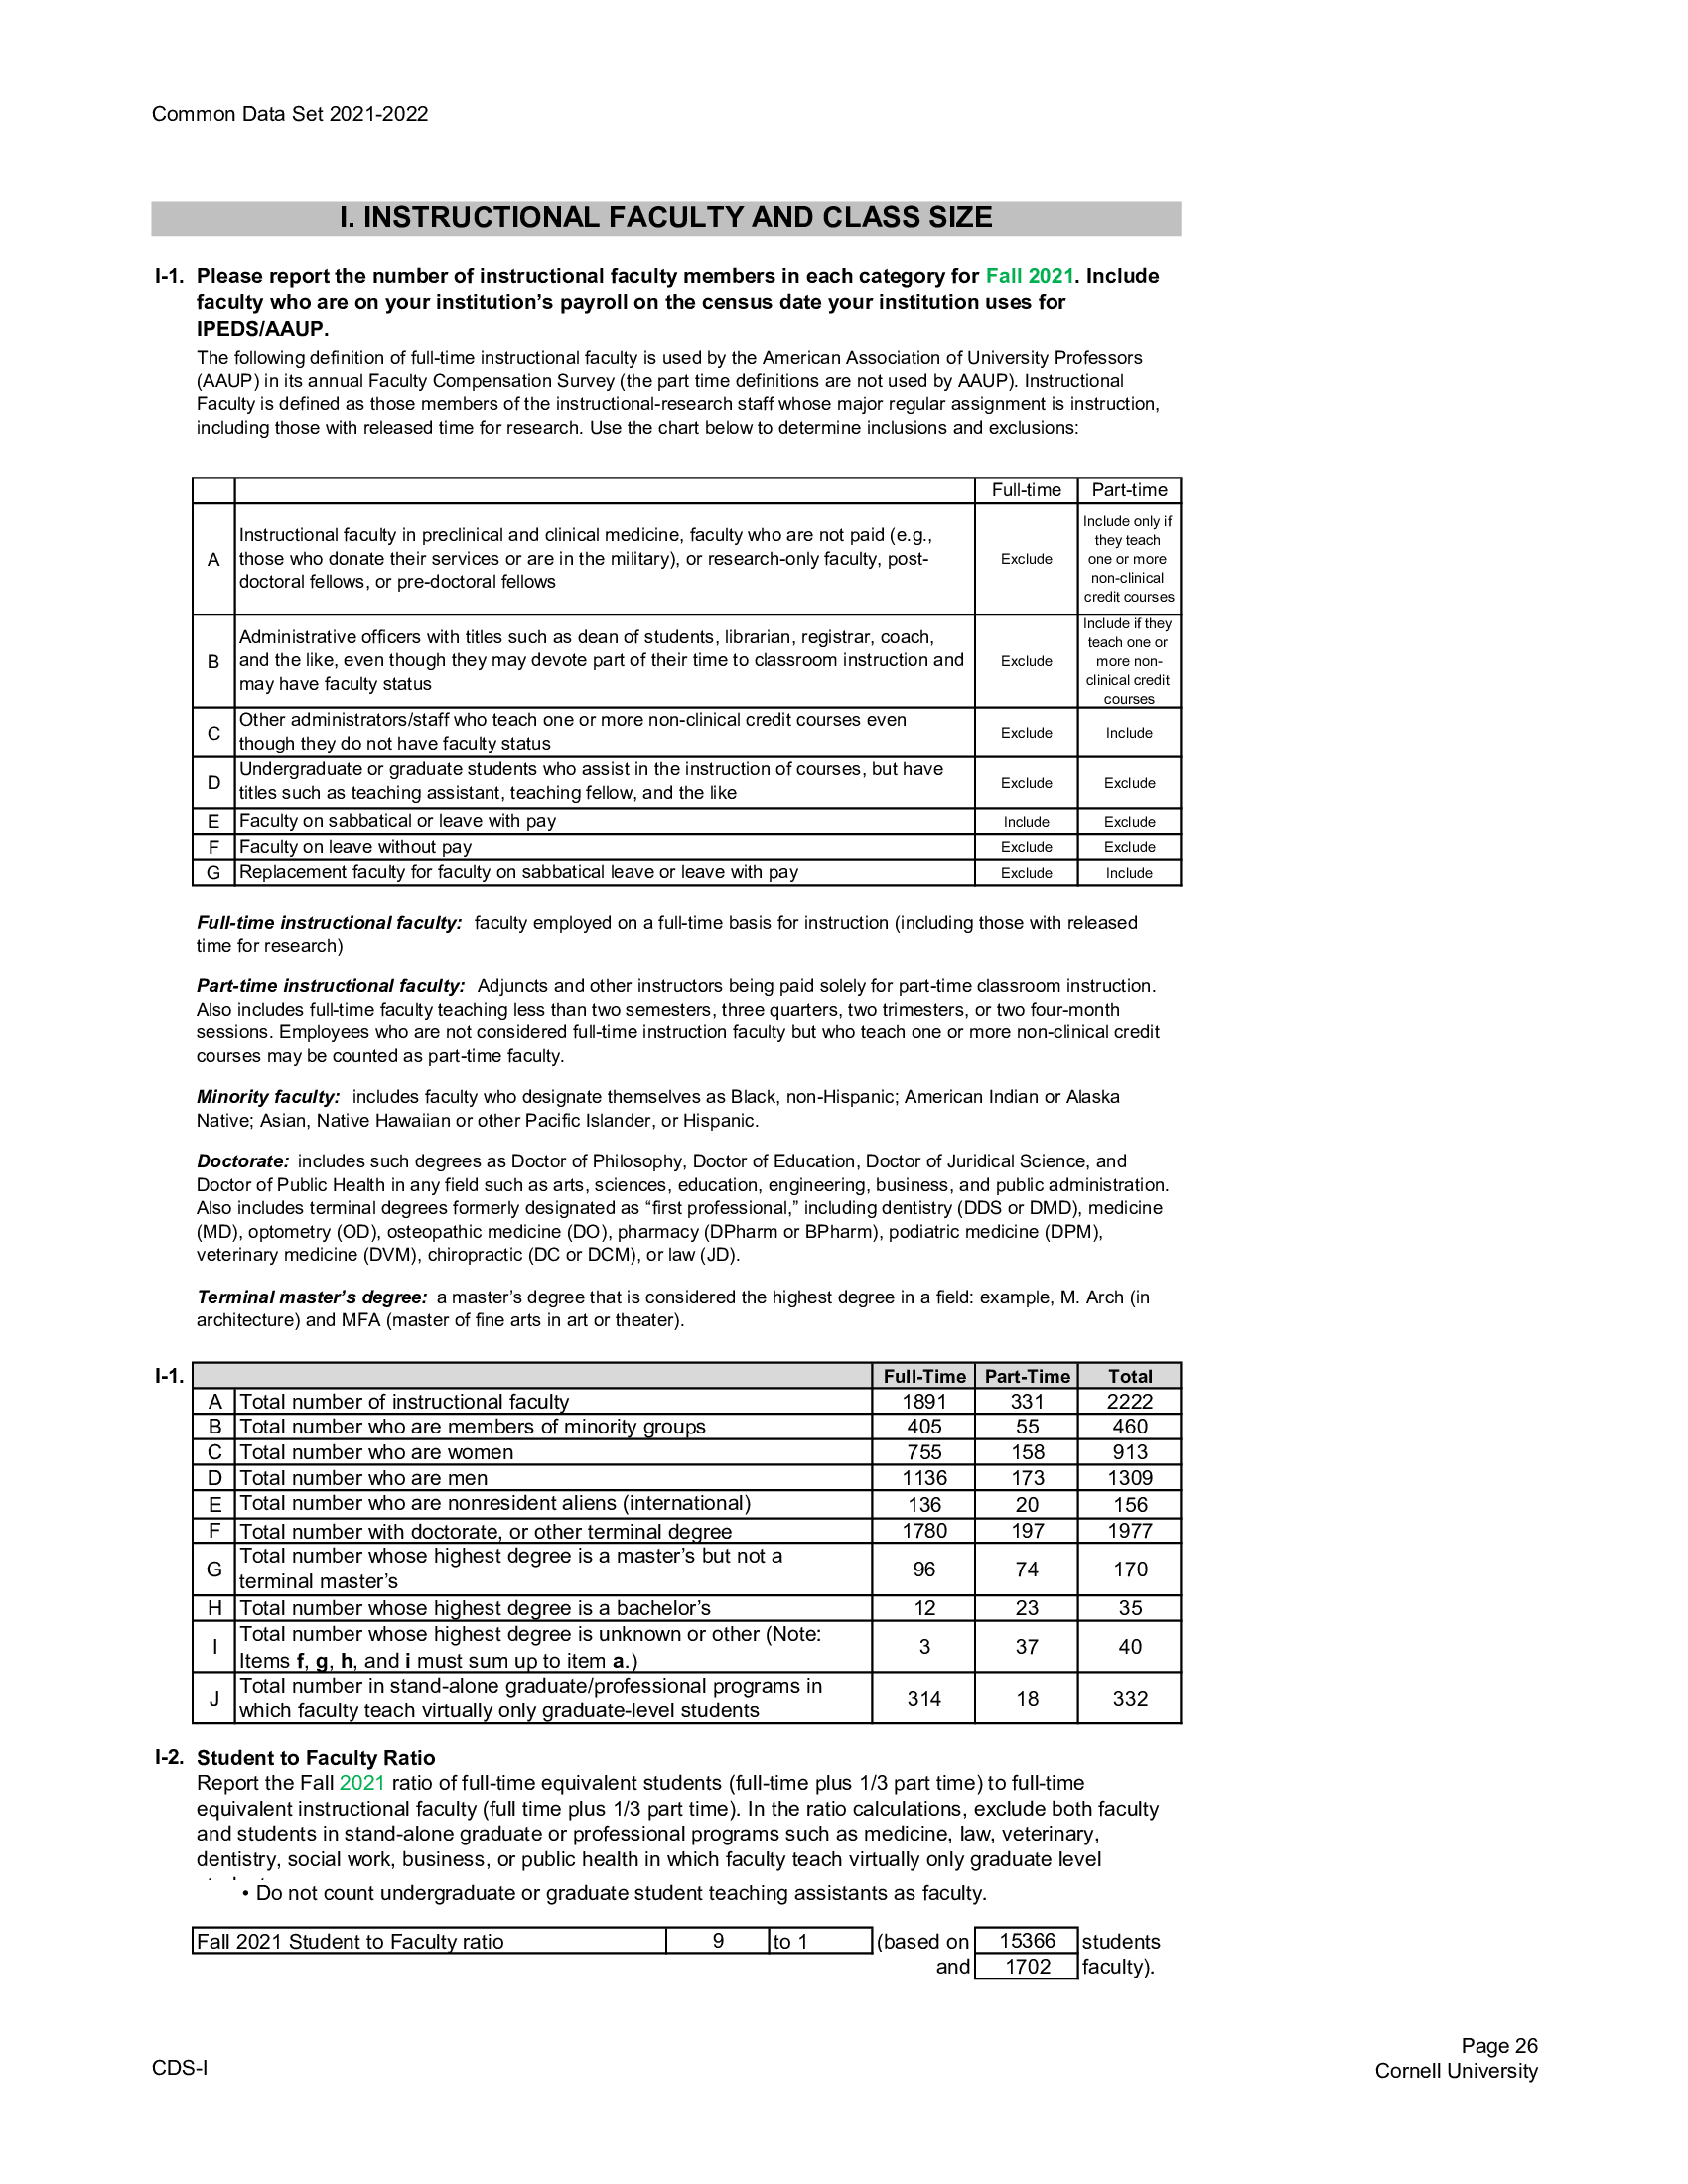 Common Data Set 2021-2022
I. INSTRUCTIONAL FACULTY AND CLASS SIZE
I-1. Please report the number of instructional faculty members in each category for Fall 2021. Include
faculty who are on your institution’s payroll on the census date your institution uses for
IPEDS/AAUP.
The following definition of full-time instructional faculty is used by the American Association of University Professors
(AAUP) in its annual Faculty Compensation Survey (the part time definitions are not used by AAUP). Instructional
Faculty is defined as those members of the instructional-research staff whose major regular assignment is instruction,
including those with released time for research. Use the chart below to determine inclusions and exclusions:
Full-time Part-time
A Instructional faculty in preclinical and clinical medicine, faculty who are not paid (e.g.,
those who donate their services or are in the military), or research-only faculty, post-
doctoral fellows, or pre-doctoral fellows
Exclude
Include only if
they teach
one or more
non-clinical
credit courses
B Administrative officers with titles such as dean of students, librarian, registrar, coach,
and the like, even though they may devote part of their time to classroom instruction and
may have faculty status
Exclude
Include if they
teach one or
more non-
clinical credit
courses
C Other administrators/staff who teach one or more non-clinical credit courses even
though they do not have faculty status
Exclude Include
D Undergraduate or graduate students who assist in the instruction of courses, but have
titles such as teaching assistant, teaching fellow, and the like
Exclude Exclude
E Faculty on sabbatical or leave with pay Include Exclude
F Faculty on leave without pay Exclude Exclude
G Replacement faculty for faculty on sabbatical leave or leave with pay Exclude Include
Full-time instructional faculty: faculty employed on a full-time basis for instruction (including those with released
time for research)
Part-time instructional faculty: Adjuncts and other instructors being paid solely for part-time classroom instruction.
Also includes full-time faculty teaching less than two semesters, three quarters, two trimesters, or two four-month
sessions. Employees who are not considered full-time instruction faculty but who teach one or more non-clinical credit
courses may be counted as part-time faculty.
Minority faculty: includes faculty who designate themselves as Black, non-Hispanic; American Indian or Alaska
Native; Asian, Native Hawaiian or other Pacific Islander, or Hispanic.
Doctorate: includes such degrees as Doctor of Philosophy, Doctor of Education, Doctor of Juridical Science, and
Doctor of Public Health in any field such as arts, sciences, education, engineering, business, and public administration.
Also includes terminal degrees formerly designated as “first professional,” including dentistry (DDS or DMD), medicine
(MD), optometry (OD), osteopathic medicine (DO), pharmacy (DPharm or BPharm), podiatric medicine (DPM),
veterinary medicine (DVM), chiropractic (DC or DCM), or law (JD).
Terminal master’s degree: a master’s degree that is considered the highest degree in a field: example, M. Arch (in
architecture) and MFA (master of fine arts in art or theater).
I-1. Full-Time Part-Time Total
A Total number of instructional faculty 1891 331 2222
B Total number who are members of minority groups 405 55 460
C Total number who are women 755 158 913
D Total number who are men 1136 173 1309
E Total number who are nonresident aliens (international) 136 20 156
F Total number with doctorate, or other terminal degree 1780 197 1977
G Total number whose highest degree is a master’s but not a
terminal master’s
96 74 170
H Total number whose highest degree is a bachelor’s 12 23 35
I Total number whose highest degree is unknown or other (Note:
Items f, g, h, and i must sum up to item a.)
3 37 40
J Total number in stand-alone graduate/professional programs in
which faculty teach virtually only graduate-level students
314 18 332
I-2. Student to Faculty Ratio
Report the Fall 2021 ratio of full-time equivalent students (full-time plus 1/3 part time) to full-time
equivalent instructional faculty (full time plus 1/3 part time). In the ratio calculations, exclude both faculty
and students in stand-alone graduate or professional programs such as medicine, law, veterinary,
dentistry, social work, business, or public health in which faculty teach virtually only graduate level
• Do not count undergraduate or graduate student teaching assistants as faculty.
Fall 2021 Student to Faculty ratio 9 to 1 (based on 15366 students
and 1702 faculty).
Page 26
CDS-I
Cornell University